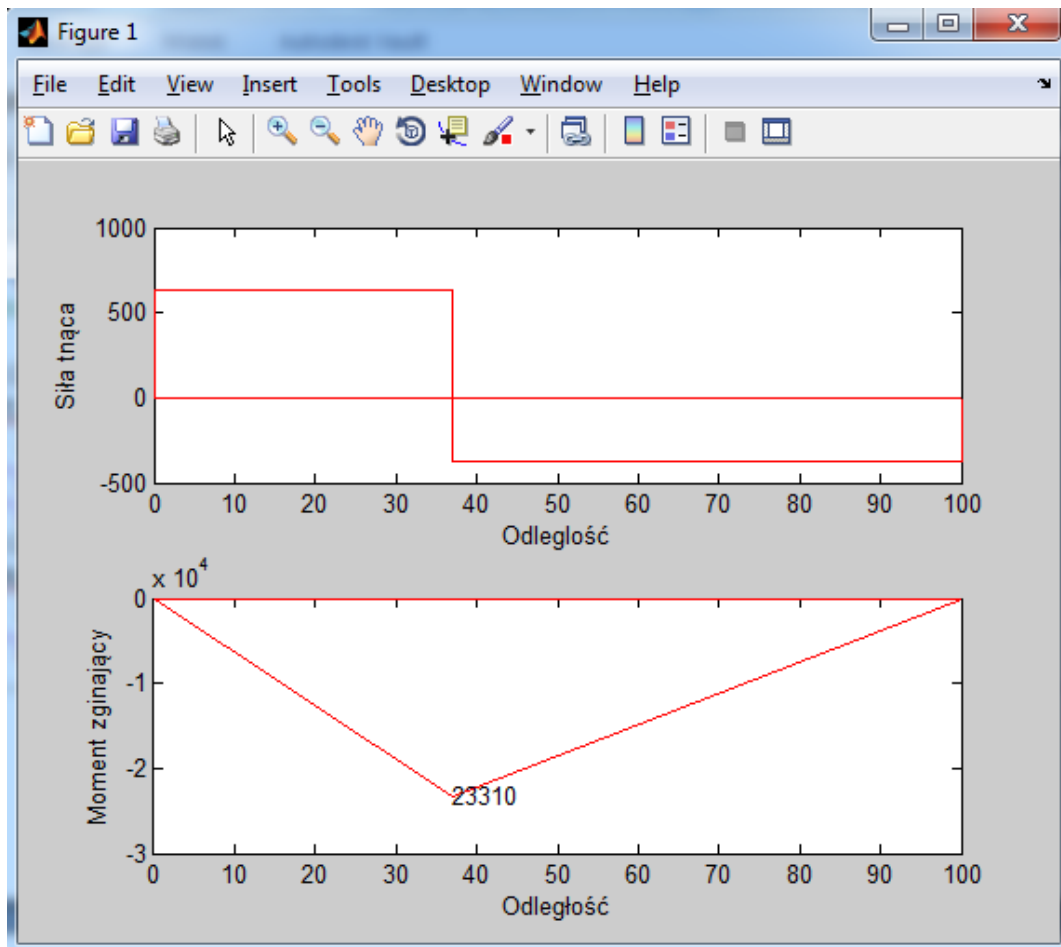 Figure 1
File Edit View Insert Tools Desktop Window Help
1000
500
0
-500
Siła tnąca
0 10 20 30 40 50 60 70 80 90 100
Odleglość
x 10^4
0
-1
-2
-3
Moment zginający
23310
0 10 20 30 40 50 60 70 80 90 100
Odległość